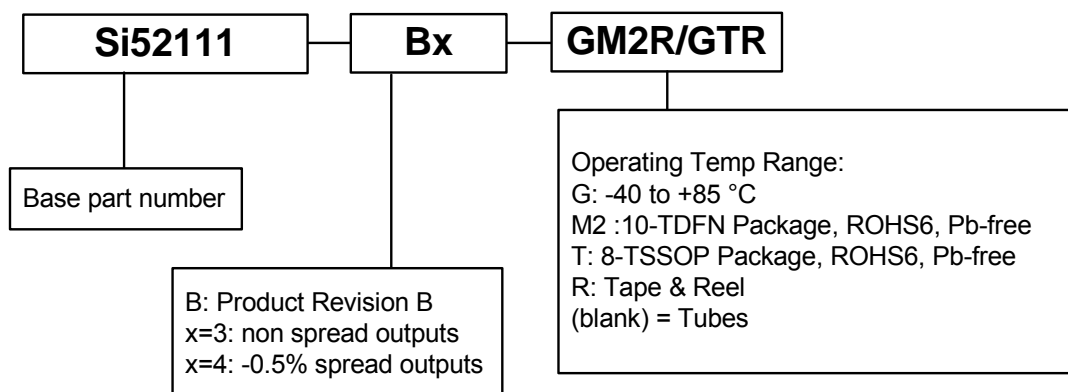 Si52111
Bx
GM2R/GTR
Base part number
B: Product Revision B
x=3: non spread outputs
x=4: -0.5% spread outputs
Operating Temp Range:
G: -40 to +85 °C
M2 :10-TDFN Package, ROHS6, Pb-free
T: 8-TSSOP Package, ROHS6, Pb-free
R: Tape & Reel
(blank) = Tubes